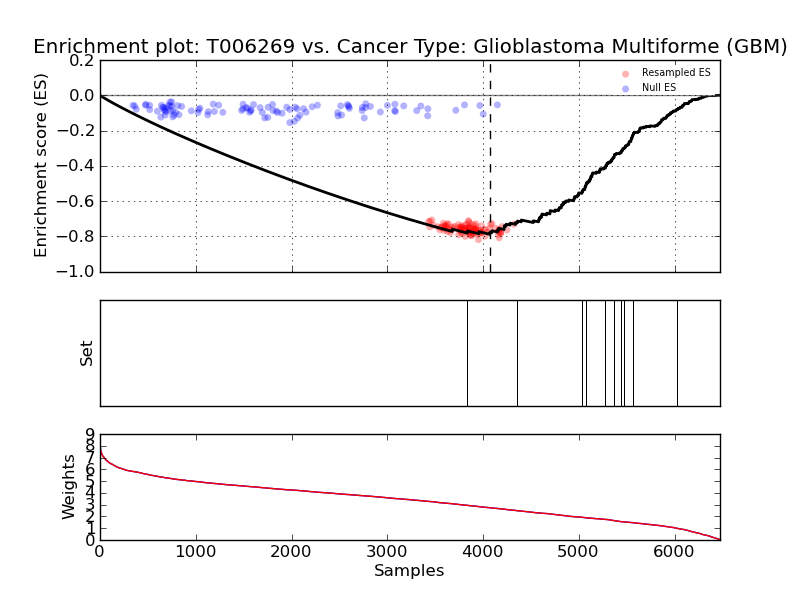 Enrichment plot: T006269 vs. Cancer Type: Glioblastoma Multiforme (GBM)
Enrichment score (ES)
0.2
0.0
−0.2
−0.4
−0.6
−0.8
−1.0
Resampled ES
Null ES
Set
Weights
9
8
7
6
5
4
3
2
1
0
0 1000 2000 3000 4000 5000 6000
Samples